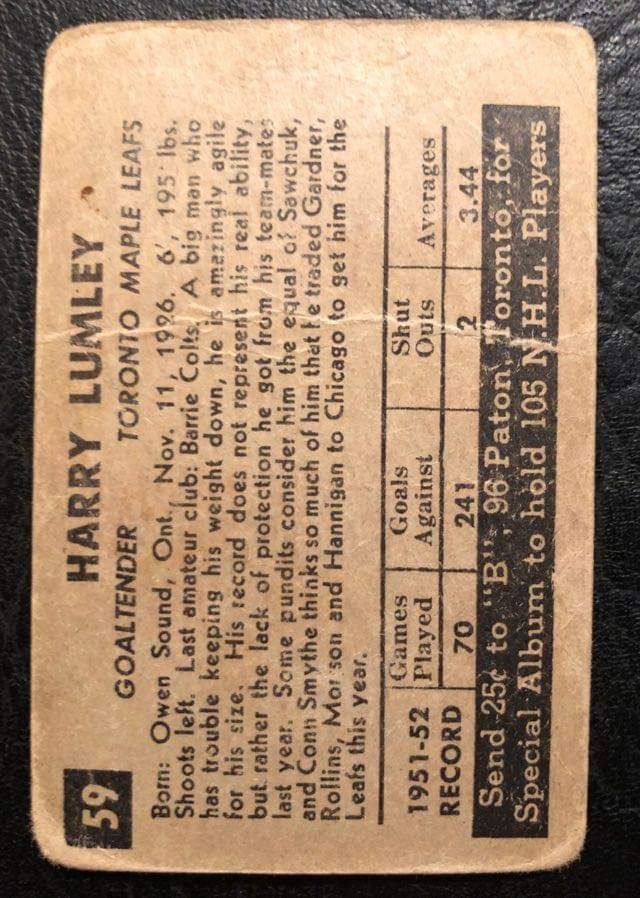 59
HARRY LUMLEY
GOALTENDER TORONTO MAPLE LEAFS
Born: Owen Sound, Ont. Nov. 11, 1926. 6', 195 lbs.
Shoots left. Last amateur club: Barrie Colts. A big man who
has trouble keeping his weight down, he is amazingly agile
for his size. His record does not represent his real ability,
but rather the lack of protection he got from his team-mates
last year. Some pundits consider him the equal of Sawchuk,
and Conn Smythe thinks so much of him that he traded Gardner,
Rollins, Morison and Hannigan to Chicago to get him for the
Leafs this year.
1951-52 Games Goals Shut
RECORD Played Against Outs Averages
70 241 2 3.44
Send 25¢ to "B", 96 Paton, Toronto, for
Special Album to hold 105 N.H.L. Players